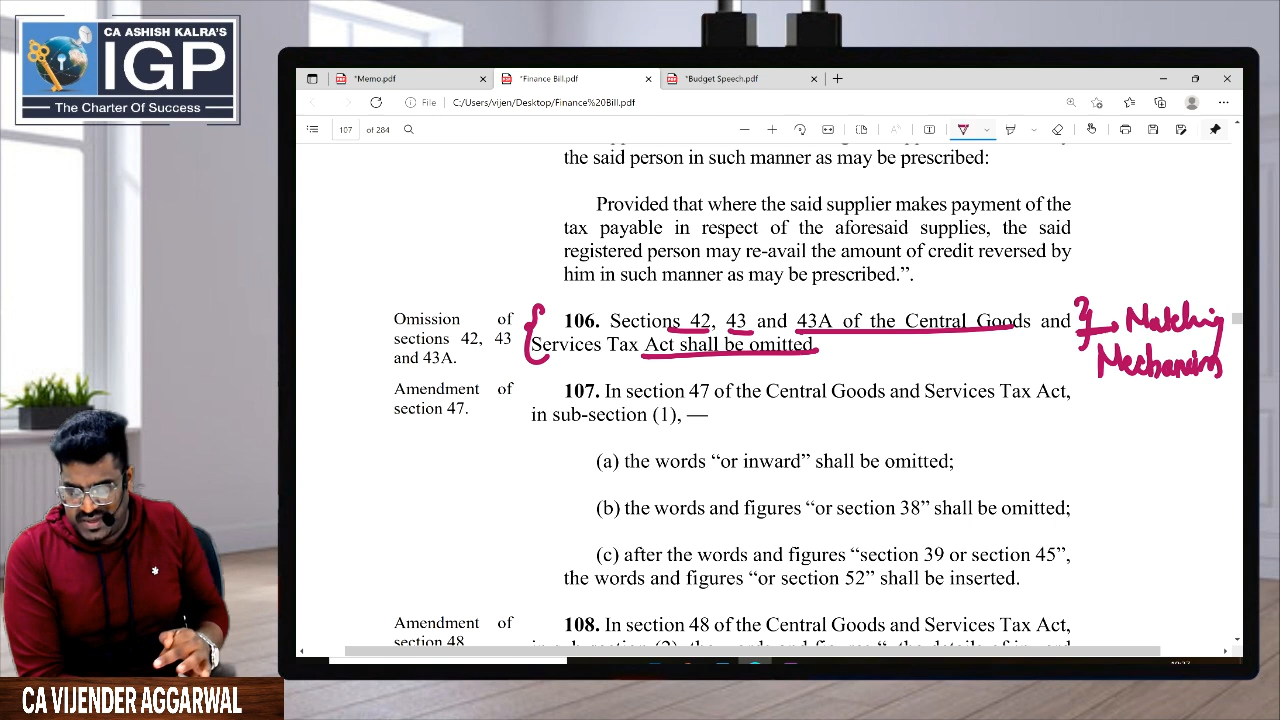 CA ASHISH KALRA'S
IGP
The Charter Of Success
*Memo.pdf
*Finance Bill.pdf
*Budget Speech.pdf
File
C:/Users/vijen/Desktop/Finance%20Bill.pdf
107 of 284
the said person in such manner as may be prescribed:
Provided that where the said supplier makes payment of the
tax payable in respect of the aforesaid supplies, the said
registered person may re-avail the amount of credit reversed by
him in such manner as may be prescribed.”.
Omission of
sections 42, 43
and 43A.
106. Sections 42, 43 and 43A of the Central Goods and
Services Tax Act shall be omitted.
Matching
Mechanism
Amendment of
section 47.
107. In section 47 of the Central Goods and Services Tax Act,
in sub-section (1), —
(a) the words “or inward” shall be omitted;
(b) the words and figures “or section 38” shall be omitted;
(c) after the words and figures “section 39 or section 45”,
the words and figures “or section 52” shall be inserted.
Amendment of
section 48
108. In section 48 of the Central Goods and Services Tax Act,
CA VIJENDER AGGARWAL